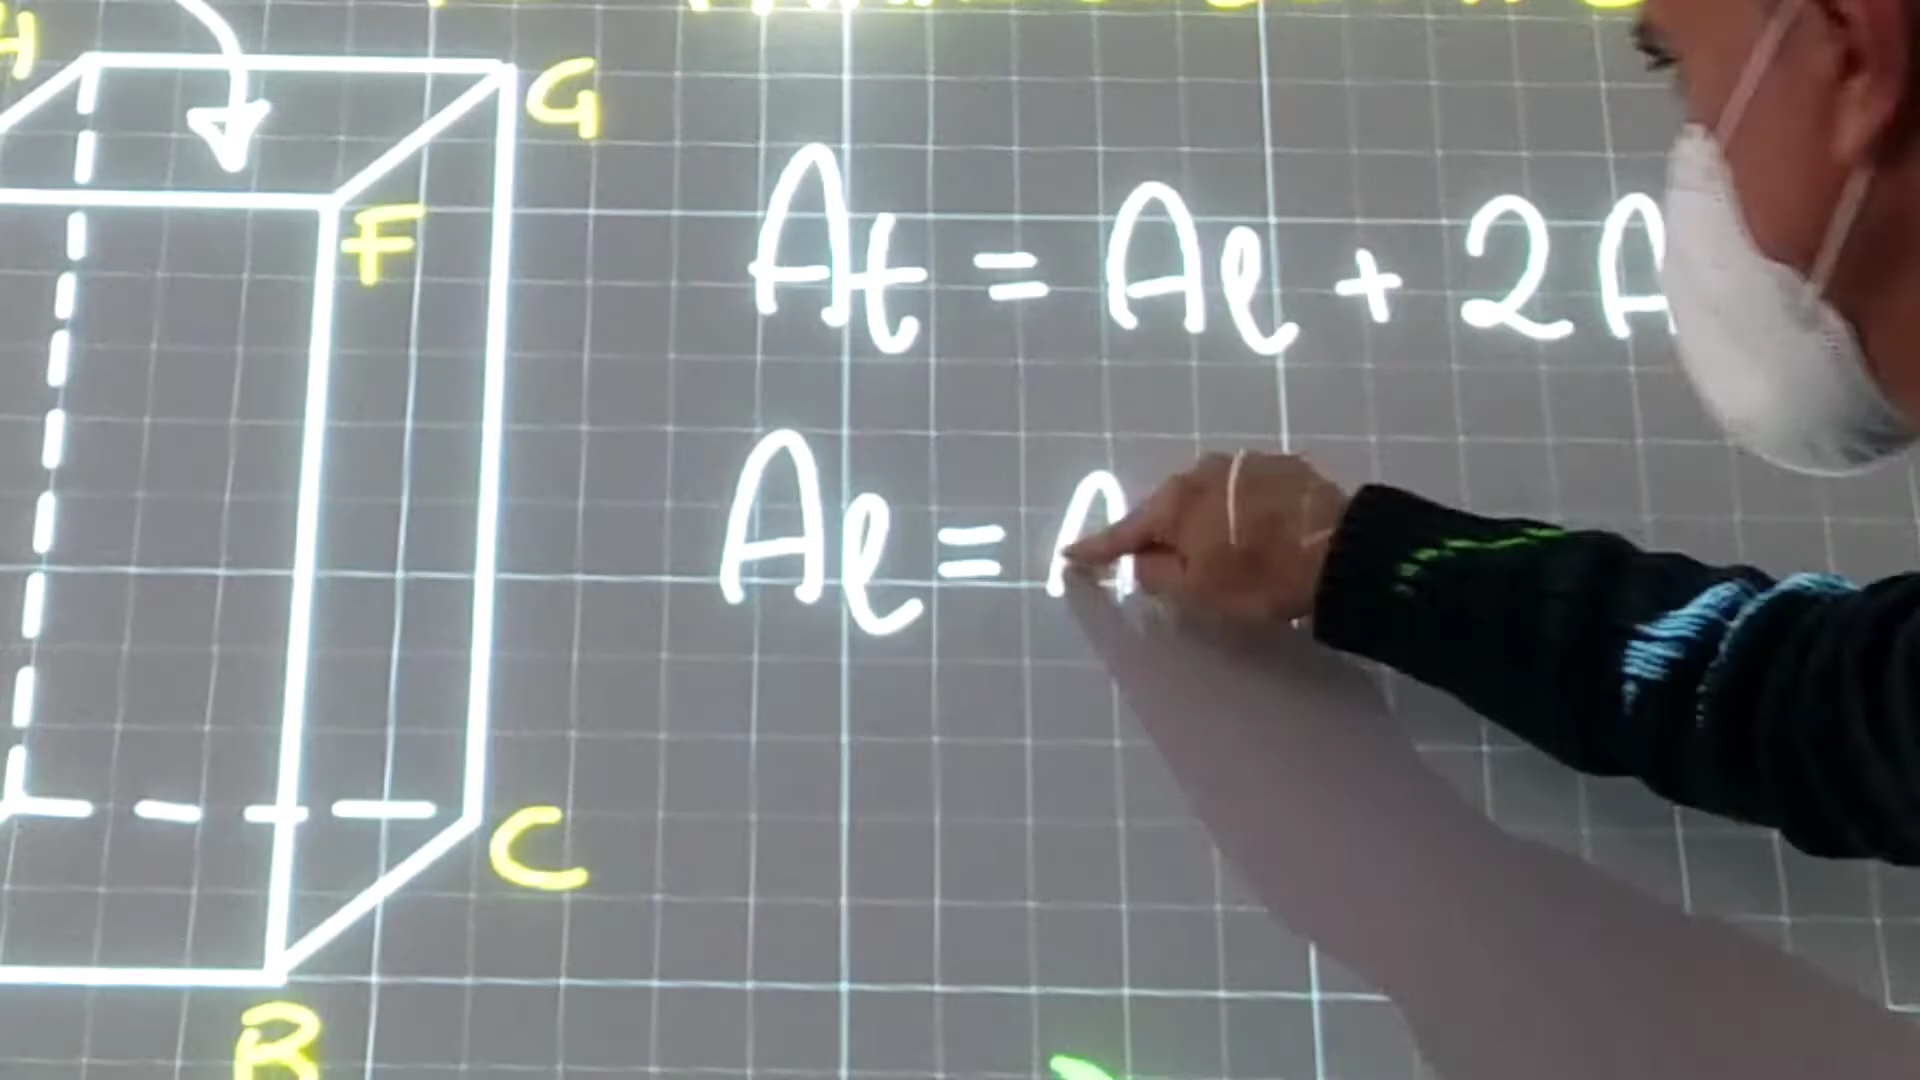 H
G
F
At = Al + 2A
Al = A
C
B